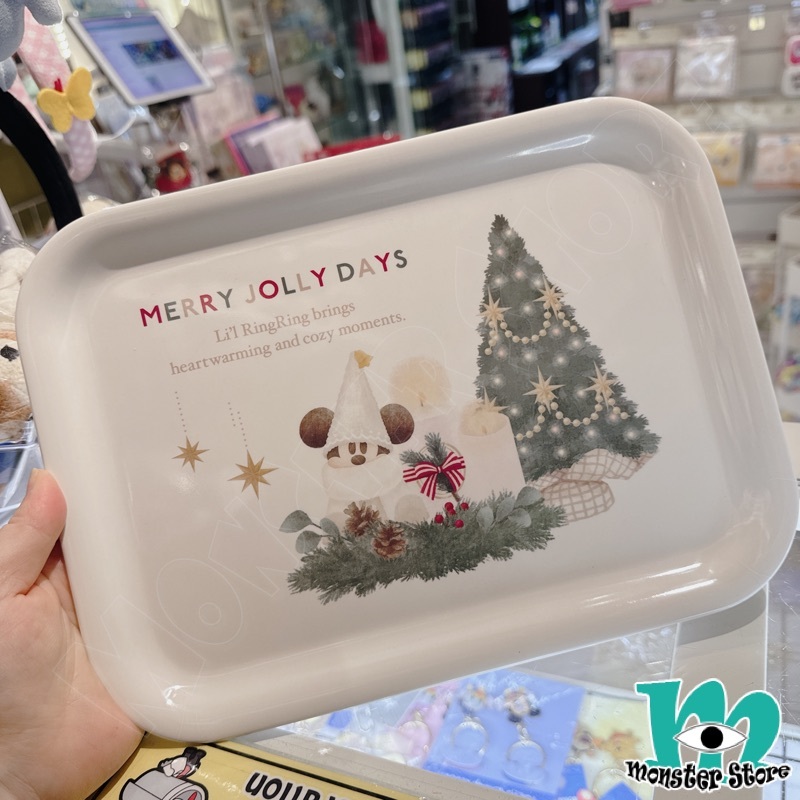 MERRY JOLLY DAYS
Li'l RingRing brings
heartwarming and cozy moments.
m
Monster Store